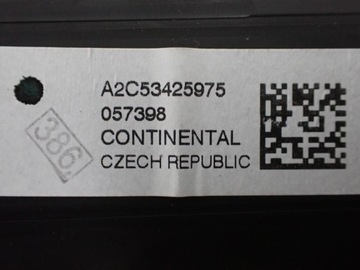 A2C53425975
057398
CONTINENTAL
CZECH REPUBLIC
386